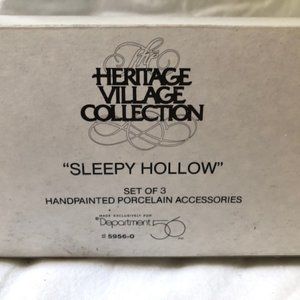 The
HERITAGE
VILLAGE
COLLECTION
"SLEEPY HOLLOW"
SET OF 3
HANDPAINTED PORCELAIN ACCESSORIES
MADE EXCLUSIVELY FOR
Department 56
# 5956-0